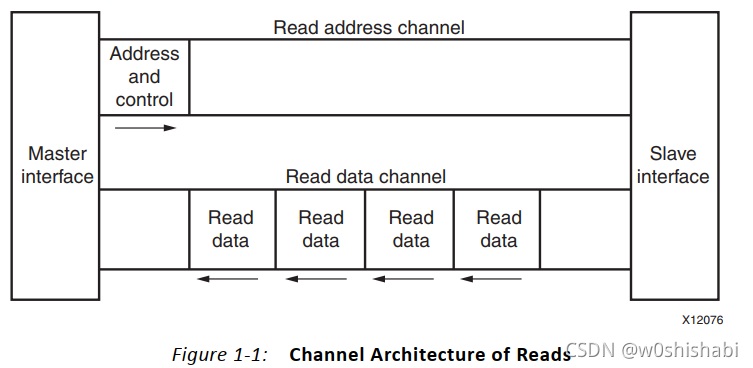 Read address channel
Address
and
control
Master
interface
Slave
interface
Read data channel
Read
data
Read
data
Read
data
Read
data
X12076
Figure 1-1: Channel Architecture of Reads
CSDN @w0shishabi